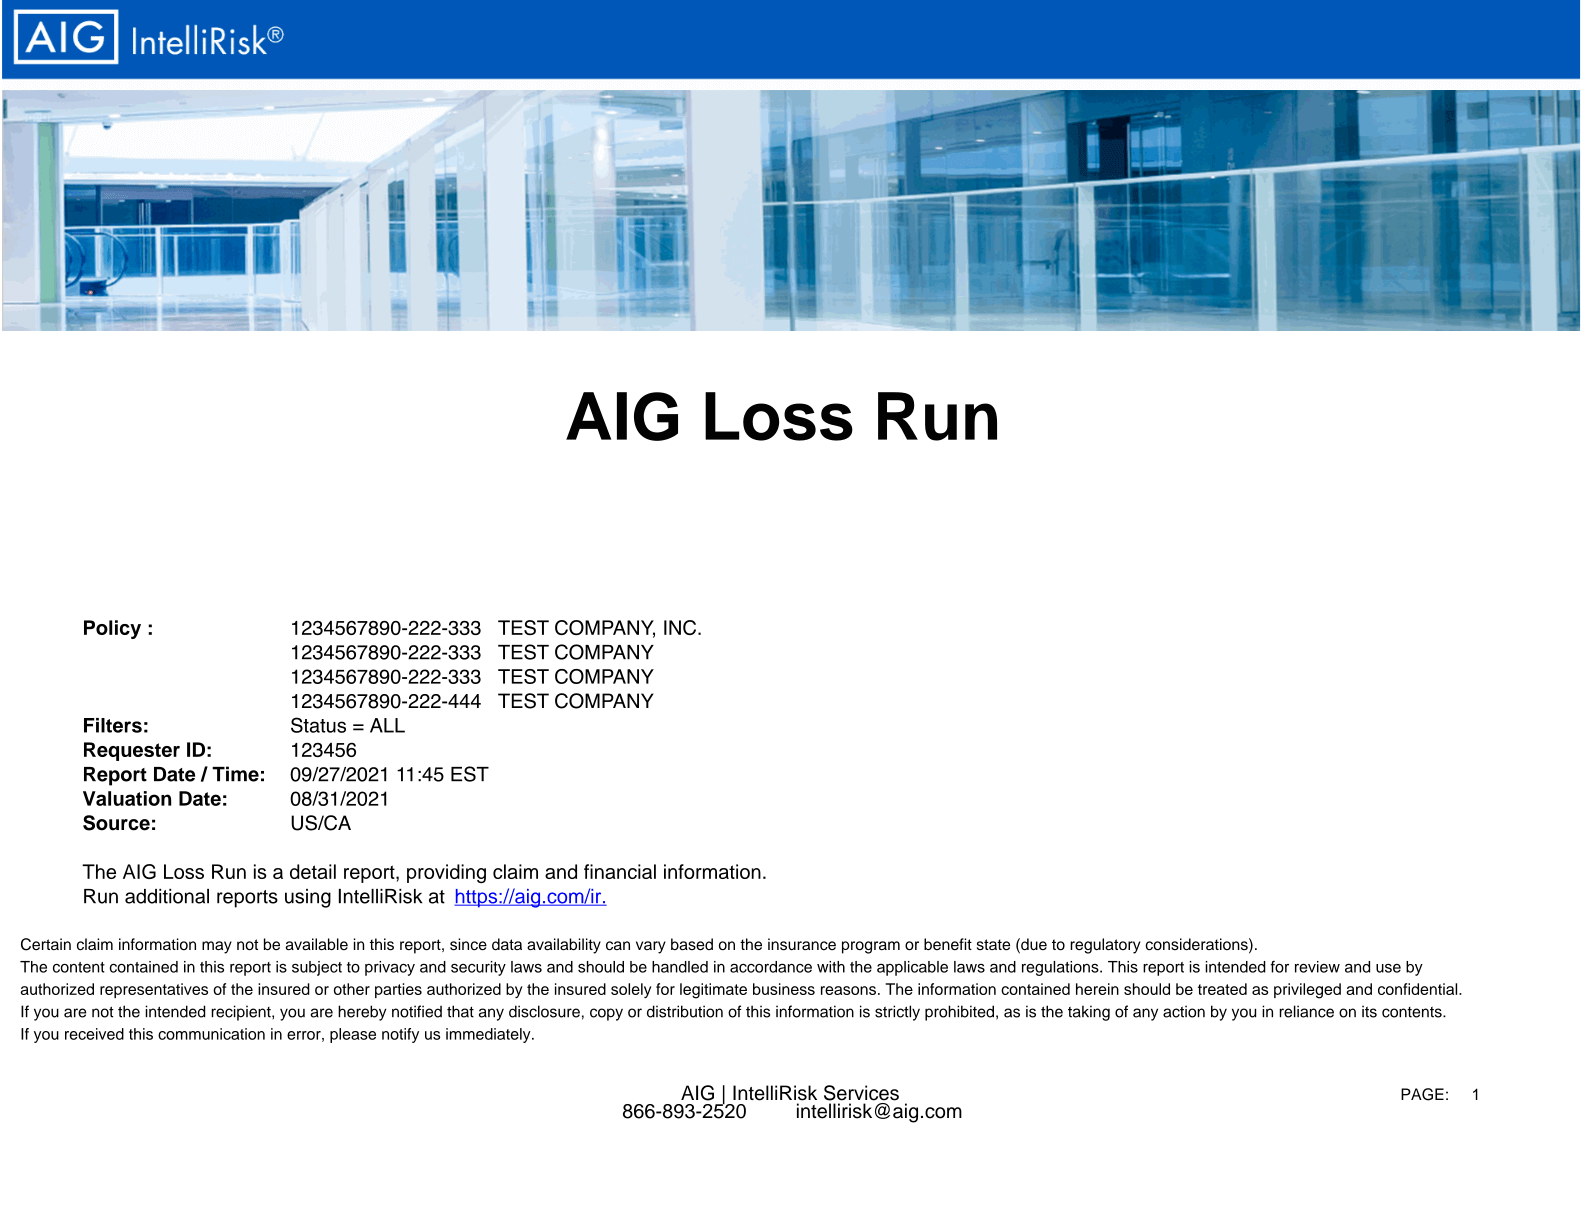 AIG IntelliRisk®
AIG Loss Run
Policy : 1234567890-222-333 TEST COMPANY, INC.
1234567890-222-333 TEST COMPANY
1234567890-222-333 TEST COMPANY
1234567890-222-444 TEST COMPANY
Filters: Status = ALL
Requester ID: 123456
Report Date / Time: 09/27/2021 11:45 EST
Valuation Date: 08/31/2021
Source: US/CA
The AIG Loss Run is a detail report, providing claim and financial information.
Run additional reports using IntelliRisk at https://aig.com/ir.
Certain claim information may not be available in this report, since data availability can vary based on the insurance program or benefit state (due to regulatory considerations).
The content contained in this report is subject to privacy and security laws and should be handled in accordance with the applicable laws and regulations. This report is intended for review and use by
authorized representatives of the insured or other parties authorized by the insured solely for legitimate business reasons. The information contained herein should be treated as privileged and confidential.
If you are not the intended recipient, you are hereby notified that any disclosure, copy or distribution of this information is strictly prohibited, as is the taking of any action by you in reliance on its contents.
If you received this communication in error, please notify us immediately.
AIG | IntelliRisk Services PAGE: 1
866-893-2520 intellirisk@aig.com